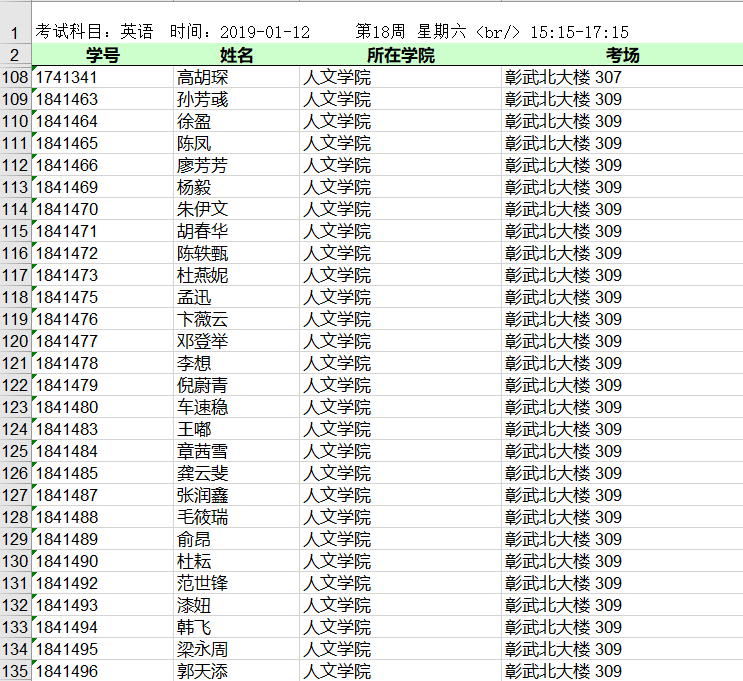 1 考试科目：英语 时间：2019-01-12 第18周 星期六 <br/> 15:15-17:15
2 学号 姓名 所在学院 考场
108 1741341 高胡琛 人文学院 彰武北大楼 307
109 1841463 孙芳彧 人文学院 彰武北大楼 309
110 1841464 徐盈 人文学院 彰武北大楼 309
111 1841465 陈凤 人文学院 彰武北大楼 309
112 1841466 廖芳芳 人文学院 彰武北大楼 309
113 1841469 杨毅 人文学院 彰武北大楼 309
114 1841470 朱伊文 人文学院 彰武北大楼 309
115 1841471 胡春华 人文学院 彰武北大楼 309
116 1841472 陈轶甄 人文学院 彰武北大楼 309
117 1841473 杜燕妮 人文学院 彰武北大楼 309
118 1841475 孟迅 人文学院 彰武北大楼 309
119 1841476 卞薇云 人文学院 彰武北大楼 309
120 1841477 邓登举 人文学院 彰武北大楼 309
121 1841478 李想 人文学院 彰武北大楼 309
122 1841479 倪蔚青 人文学院 彰武北大楼 309
123 1841480 车速稳 人文学院 彰武北大楼 309
124 1841483 王嘟 人文学院 彰武北大楼 309
125 1841484 章茜雪 人文学院 彰武北大楼 309
126 1841485 龚云斐 人文学院 彰武北大楼 309
127 1841487 张润鑫 人文学院 彰武北大楼 309
128 1841488 毛筱瑞 人文学院 彰武北大楼 309
129 1841489 俞昂 人文学院 彰武北大楼 309
130 1841490 杜耘 人文学院 彰武北大楼 309
131 1841492 范世锋 人文学院 彰武北大楼 309
132 1841493 漆妞 人文学院 彰武北大楼 309
133 1841494 韩飞 人文学院 彰武北大楼 309
134 1841495 梁永周 人文学院 彰武北大楼 309
135 1841496 郭天添 人文学院 彰武北大楼 309